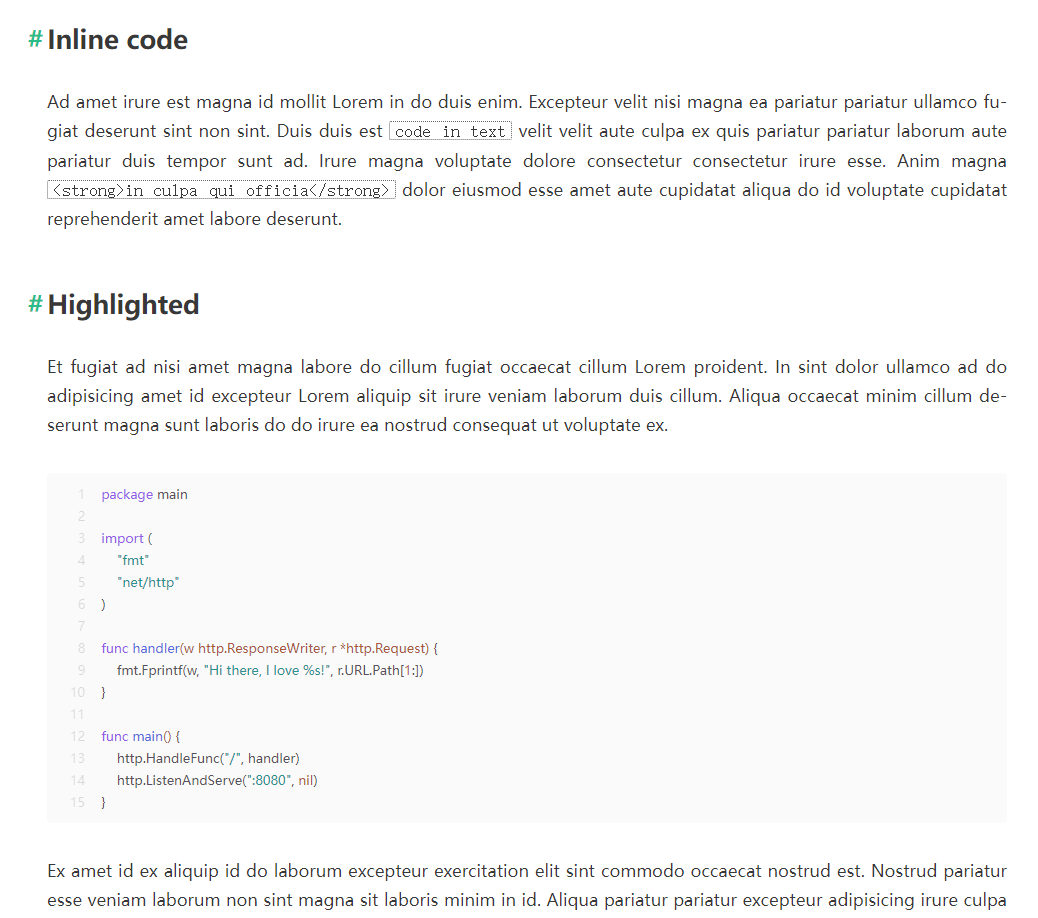 # Inline code
Ad amet irure est magna id mollit Lorem in do duis enim. Excepteur velit nisi magna ea pariatur pariatur ullamco fu-
giat deserunt sint non sint. Duis duis est code in text velit velit aute culpa ex quis pariatur pariatur laborum aute
pariatur duis tempor sunt ad. Irure magna voluptate dolore consectetur consectetur irure esse. Anim magna
<strong>in culpa qui officia</strong> dolor eiusmod esse amet aute cupidatat aliqua do id voluptate cupidatat
reprehenderit amet labore deserunt.
# Highlighted
Et fugiat ad nisi amet magna labore do cillum fugiat occaecat cillum Lorem proident. In sint dolor ullamco ad do
adipisicing amet id excepteur Lorem aliquip sit irure veniam laborum duis cillum. Aliqua occaecat minim cillum de-
serunt magna sunt laboris do do irure ea nostrud consequat ut voluptate ex.
1 package main
2
3 import (
4     "fmt"
5     "net/http"
6 )
7
8 func handler(w http.ResponseWriter, r *http.Request) {
9     fmt.Fprintf(w, "Hi there, I love %s!", r.URL.Path[1:])
10 }
11
12 func main() {
13     http.HandleFunc("/", handler)
14     http.ListenAndServe(":8080", nil)
15 }
Ex amet id ex aliquip id do laborum excepteur exercitation elit sint commodo occaecat nostrud est. Nostrud pariatur
esse veniam laborum non sint magna sit laboris minim in id. Aliqua pariatur pariatur excepteur adipisicing irure culpa